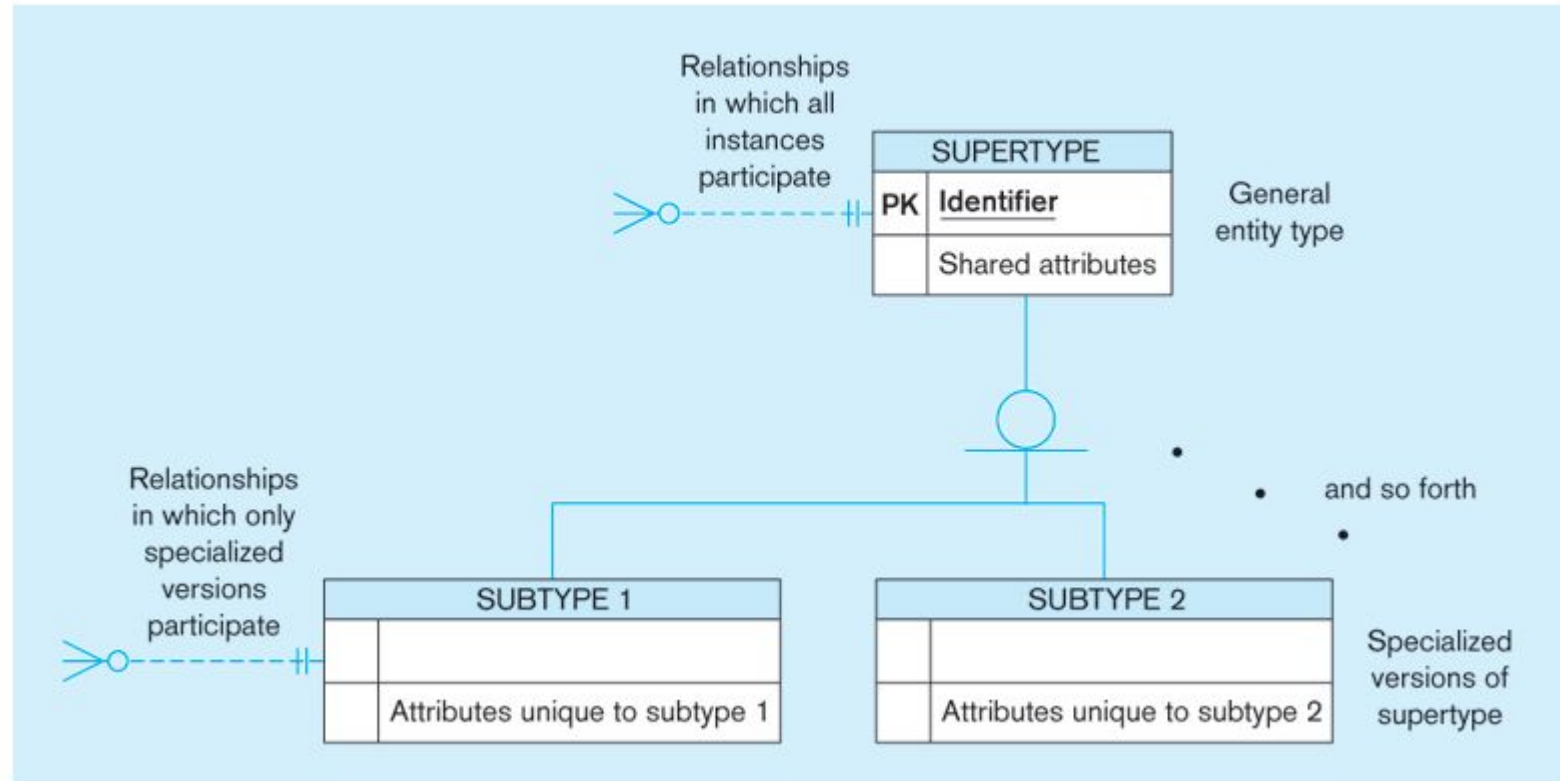 Relationships
in which all
instances
participate
SUPERTYPE
PK Identifier
Shared attributes
General
entity type
and so forth
Relationships
in which only
specialized
versions
participate
SUBTYPE 1
Attributes unique to subtype 1
SUBTYPE 2
Attributes unique to subtype 2
Specialized
versions of
supertype